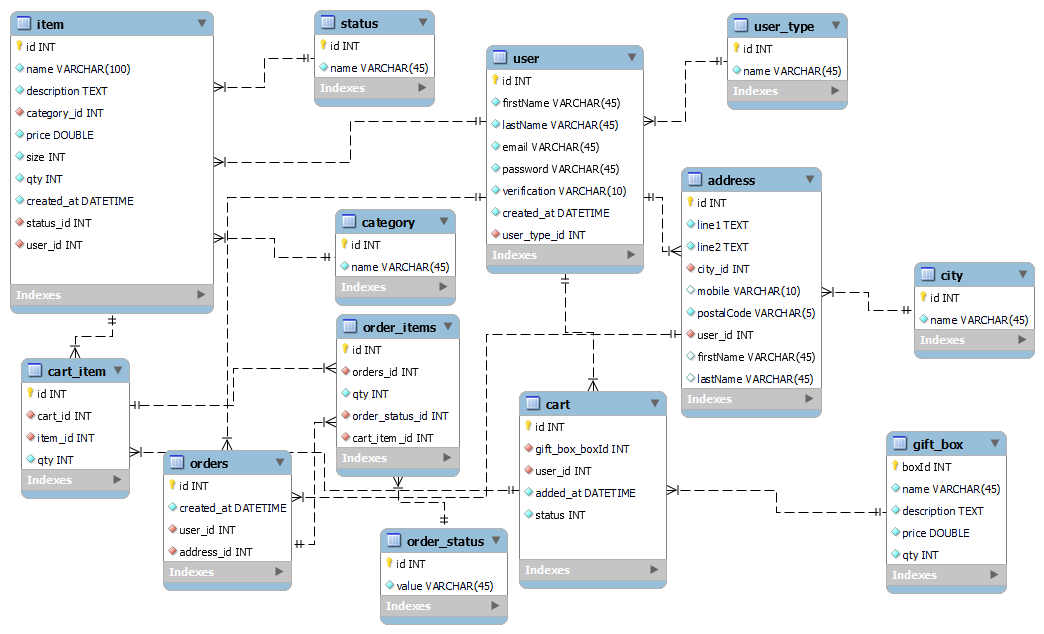 item
id INT
name VARCHAR(100)
description TEXT
category_id INT
price DOUBLE
size INT
qty INT
created_at DATETIME
status_id INT
user_id INT
Indexes
status
id INT
name VARCHAR(45)
Indexes
user
id INT
firstName VARCHAR(45)
lastName VARCHAR(45)
email VARCHAR(45)
password VARCHAR(45)
verification VARCHAR(10)
created_at DATETIME
user_type_id INT
Indexes
user_type
id INT
name VARCHAR(45)
Indexes
address
id INT
line1 TEXT
line2 TEXT
city_id INT
mobile VARCHAR(10)
postalCode VARCHAR(5)
user_id INT
firstName VARCHAR(45)
lastName VARCHAR(45)
Indexes
category
id INT
name VARCHAR(45)
Indexes
city
id INT
name VARCHAR(45)
Indexes
order_items
id INT
orders_id INT
qty INT
order_status_id INT
cart_item_id INT
Indexes
cart_item
id INT
cart_id INT
item_id INT
qty INT
Indexes
orders
id INT
created_at DATETIME
user_id INT
address_id INT
Indexes
cart
id INT
gift_box_boxId INT
user_id INT
added_at DATETIME
status INT
Indexes
gift_box
boxId INT
name VARCHAR(45)
description TEXT
price DOUBLE
qty INT
Indexes
order_status
id INT
value VARCHAR(45)
Indexes